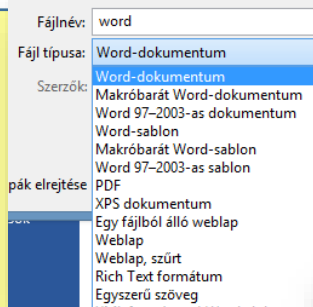 Fájlnév: word
Fájl típusa: Word-dokumentum
Word-dokumentum
Szerzők: Makróbarát Word-dokumentum
Word 97–2003-as dokumentum
Word-sablon
Makróbarát Word-sablon
Word 97–2003-as sablon
pák elrejtése PDF
XPS dokumentum
Egy fájlból álló weblap
Weblap
Weblap, szűrt
Rich Text formátum
Egyszerű szöveg